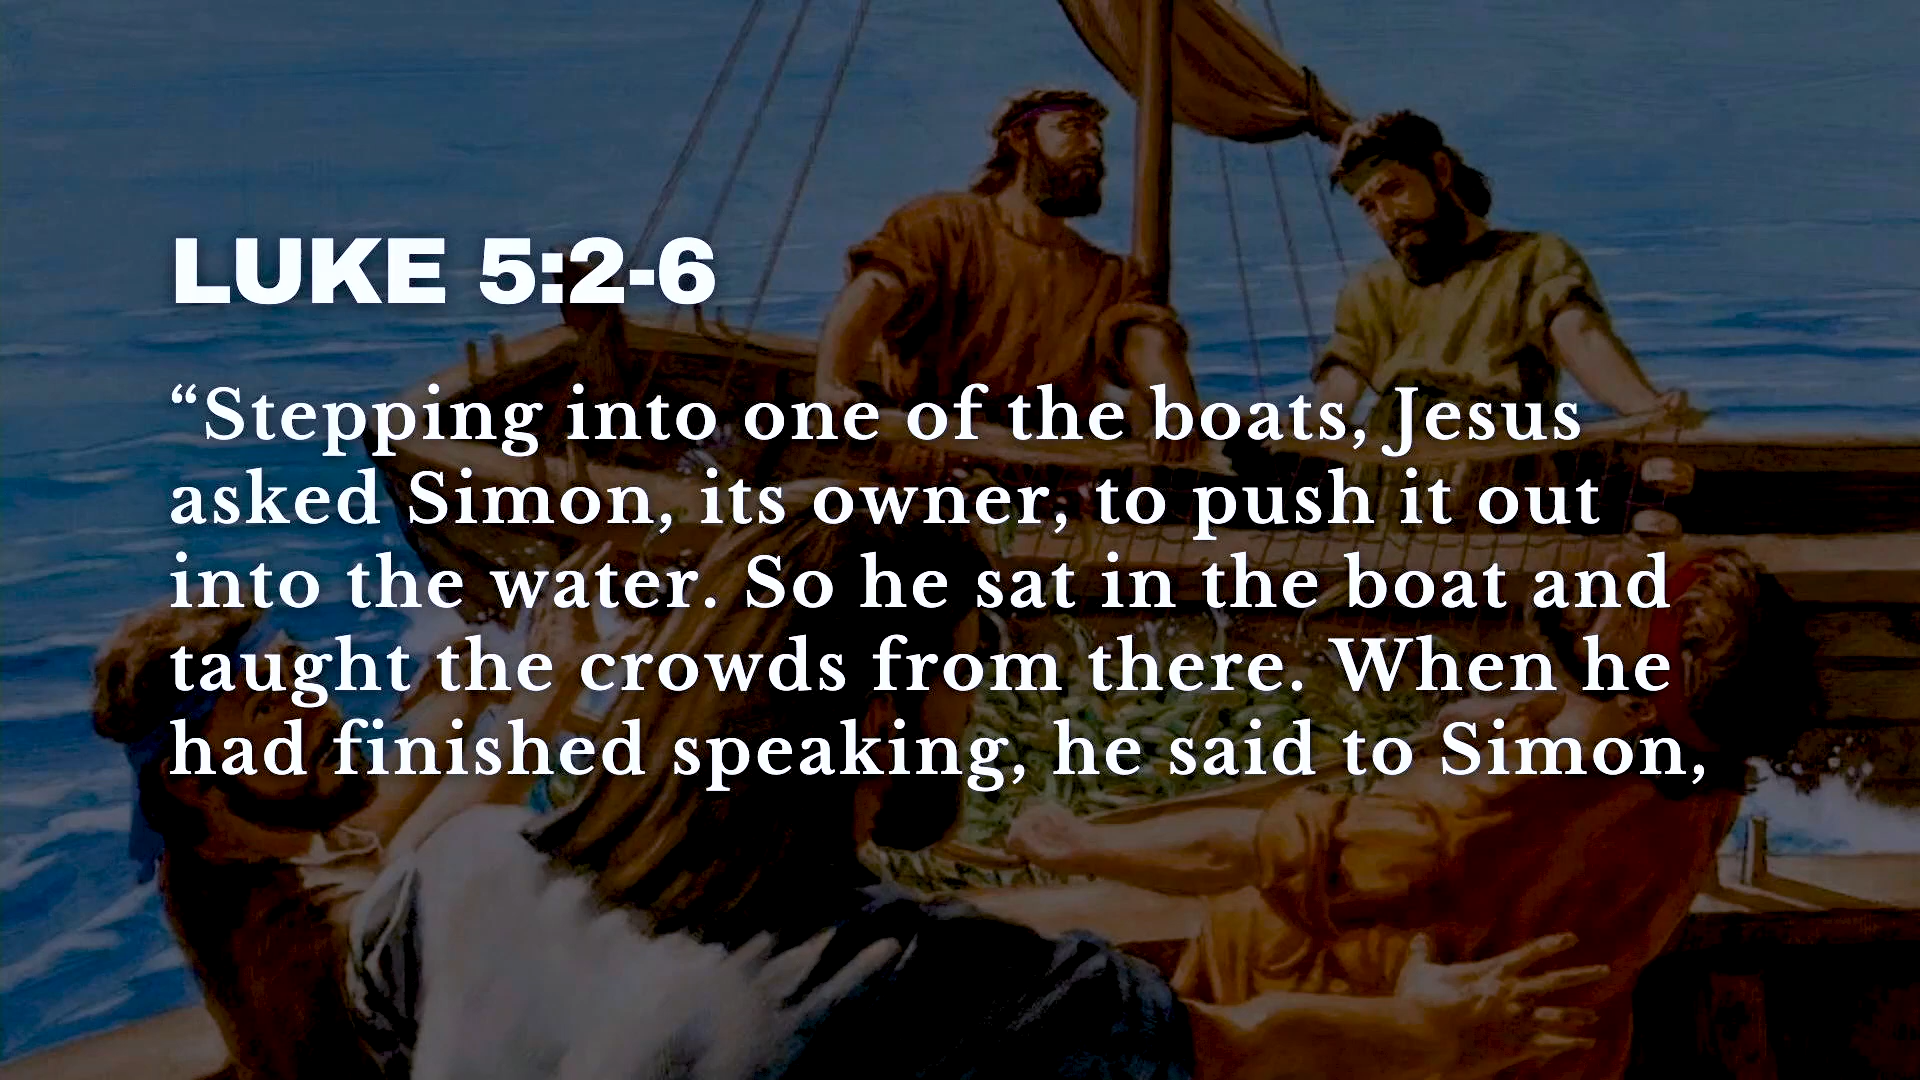 LUKE 5:2-6
“Stepping into one of the boats, Jesus
asked Simon, its owner, to push it out
into the water. So he sat in the boat and
taught the crowds from there. When he
had finished speaking, he said to Simon,